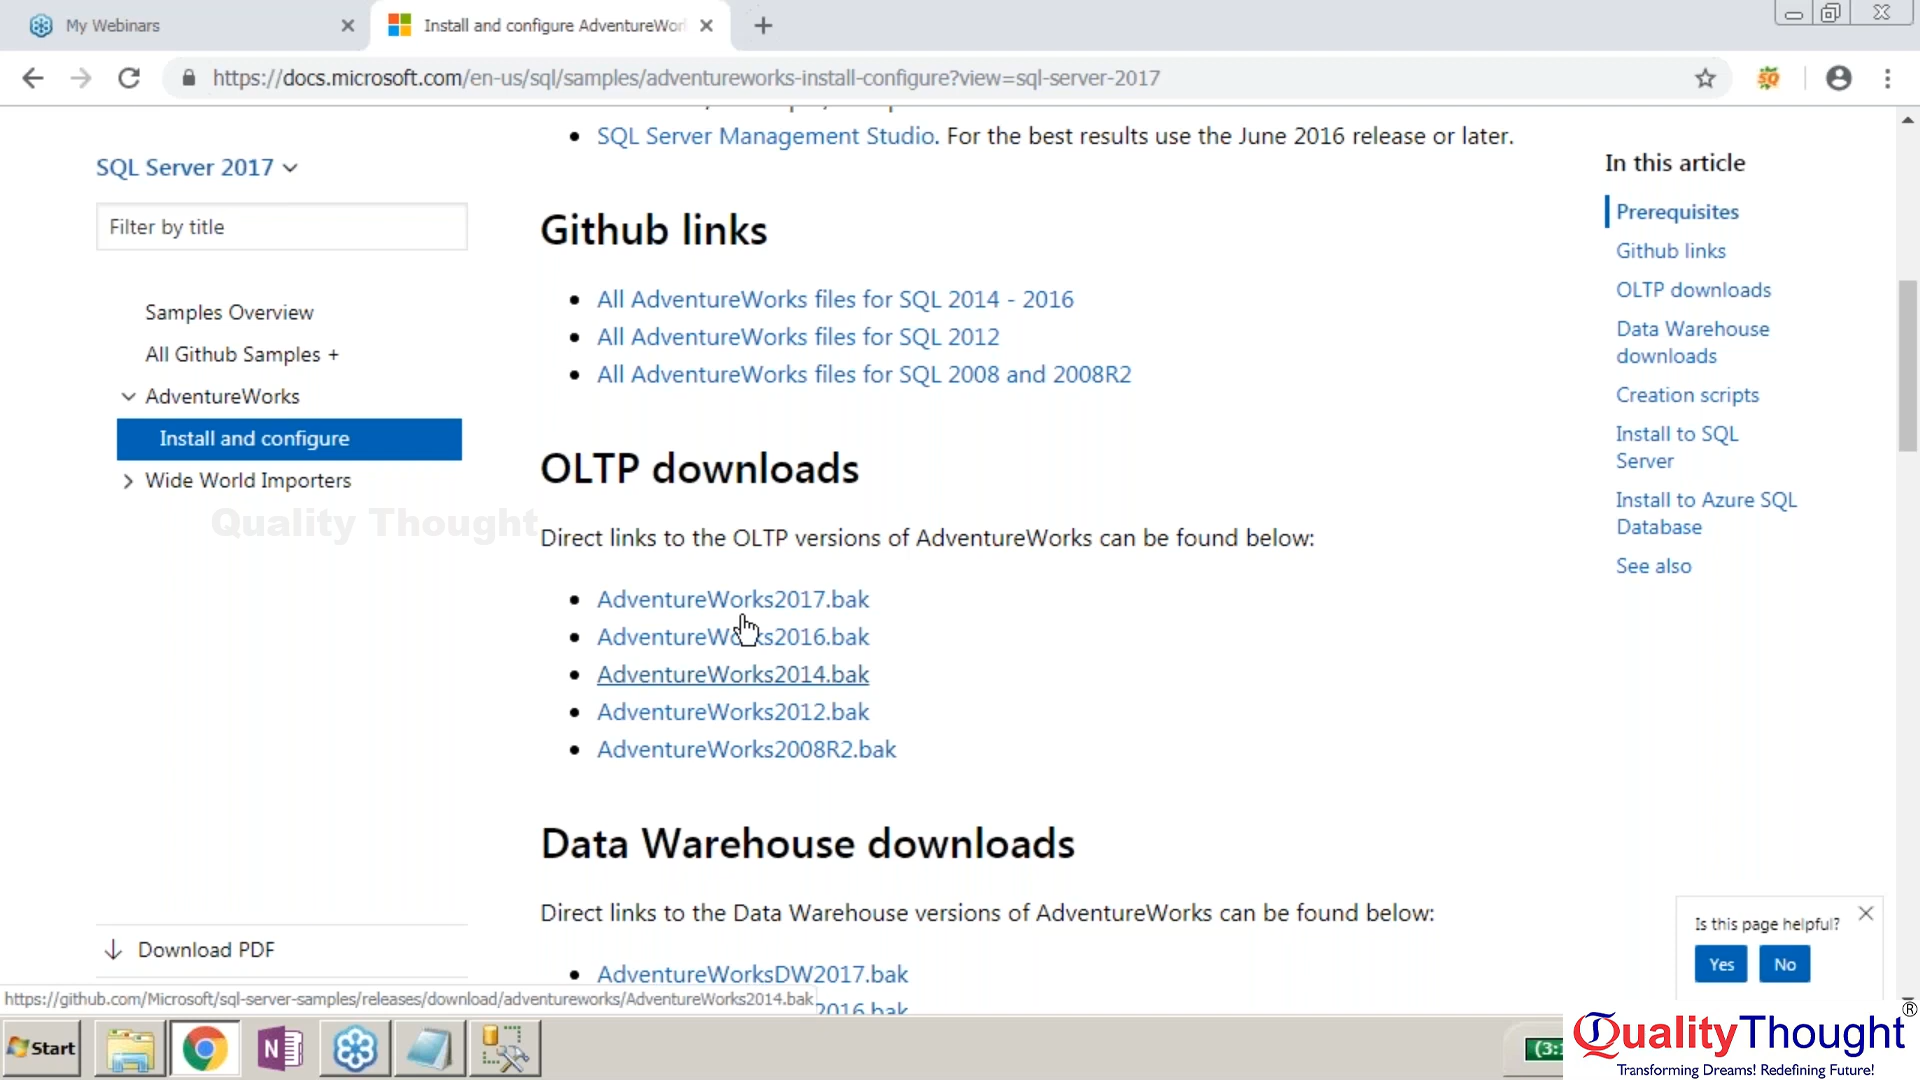 My Webinars
Install and configure AdventureWor
https://docs.microsoft.com/en-us/sql/samples/adventureworks-install-configure?view=sql-server-2017
SQL Server 2017
Filter by title
Samples Overview
All Github Samples +
AdventureWorks
Install and configure
Wide World Importers
Quality Thought
Download PDF
SQL Server Management Studio. For the best results use the June 2016 release or later.
Github links
All AdventureWorks files for SQL 2014 - 2016
All AdventureWorks files for SQL 2012
All AdventureWorks files for SQL 2008 and 2008R2
OLTP downloads
Direct links to the OLTP versions of AdventureWorks can be found below:
AdventureWorks2017.bak
AdventureWorks2016.bak
AdventureWorks2014.bak
AdventureWorks2012.bak
AdventureWorks2008R2.bak
Data Warehouse downloads
Direct links to the Data Warehouse versions of AdventureWorks can be found below:
AdventureWorksDW2017.bak
2016.bak
In this article
Prerequisites
Github links
OLTP downloads
Data Warehouse
downloads
Creation scripts
Install to SQL
Server
Install to Azure SQL
Database
See also
Is this page helpful?
Yes No
https://github.com/Microsoft/sql-server-samples/releases/download/adventureworks/AdventureWorks2014.bak
Start
N
(3:
QualityThought®
Transforming Dreams! Redefining Future!